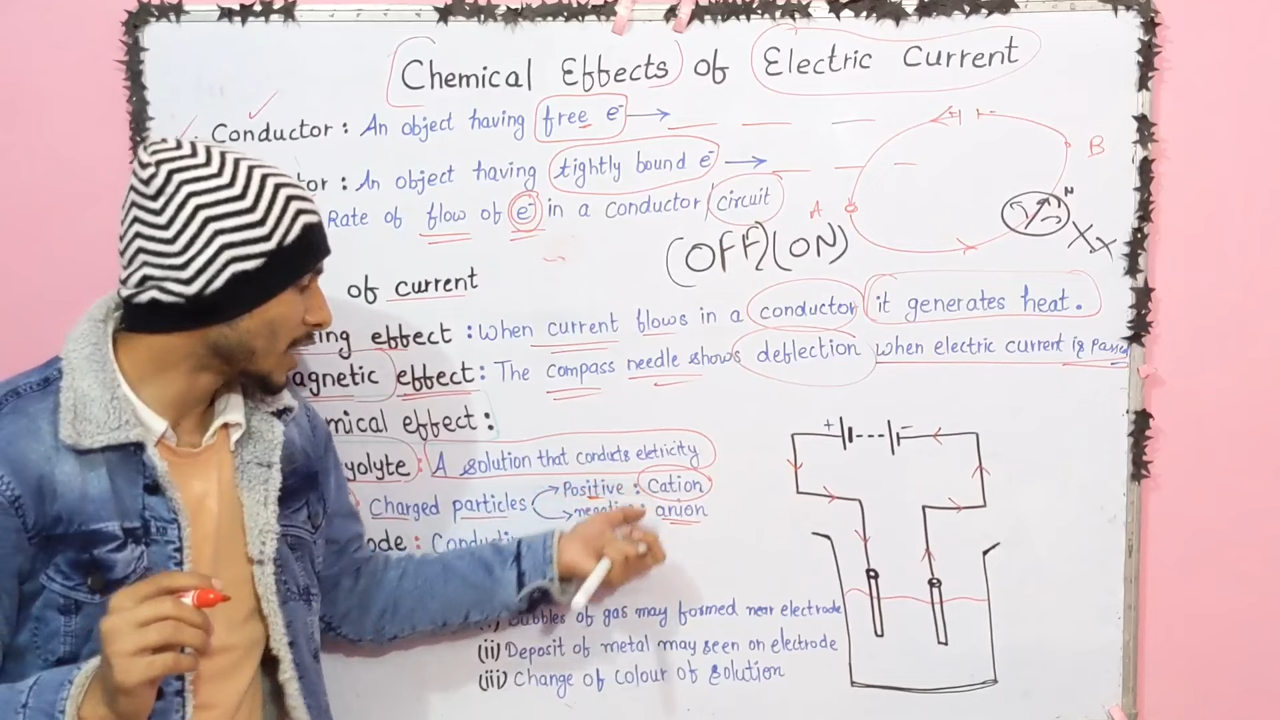 Chemical Effects of Electric Current
Conductor: An object having free e⁻ →
tor: An object having tightly bound e⁻ →
Rate of flow of e⁻ in a conductor/circuit
A
B
N
(OFF)(ON)
XX
of current
ing effect: When current flows in a conductor it generates heat.
agnetic effect: The compass needle shows deflection when electric current is passed
mical effect:
yolyte: A solution that conducts eletricity
Charged particles → Positive: Cation
→ negative: anion
ode: Conducti
+ −
(i) Bubbles of gas may formed near electrode
(ii) Deposit of metal may seen on electrode
(iii) Change of colour of solution